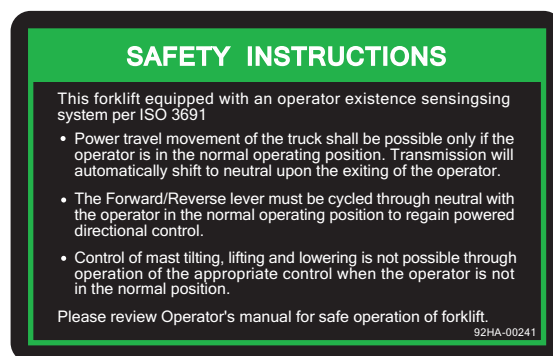 SAFETY INSTRUCTIONS
This forklift equipped with an operator existence sensingsing
system per ISO 3691
• Power travel movement of the truck shall be possible only if the
operator is in the normal operating position. Transmission will
automatically shift to neutral upon the exiting of the operator.
• The Forward/Reverse lever must be cycled through neutral with
the operator in the normal operating position to regain powered
directional control.
• Control of mast tilting, lifting and lowering is not possible through
operation of the appropriate control when the operator is not
in the normal position.
Please review Operator's manual for safe operation of forklift.
92HA-00241